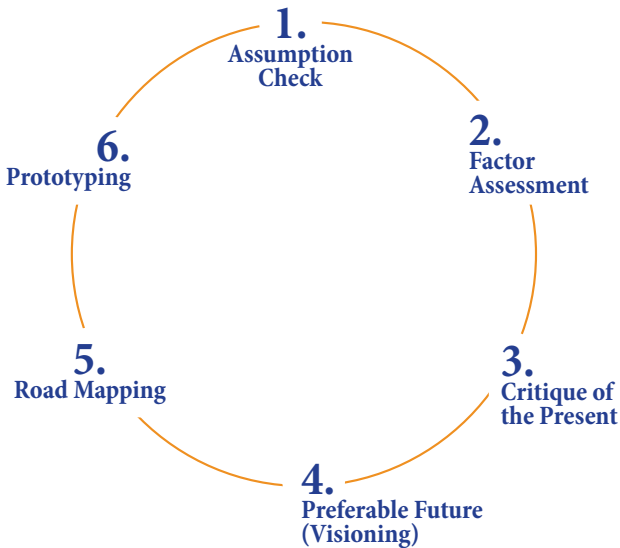 1.
Assumption
Check
2.
Factor
Assessment
3.
Critique of
the Present
4.
Preferable Future
(Visioning)
5.
Road Mapping
6.
Prototyping